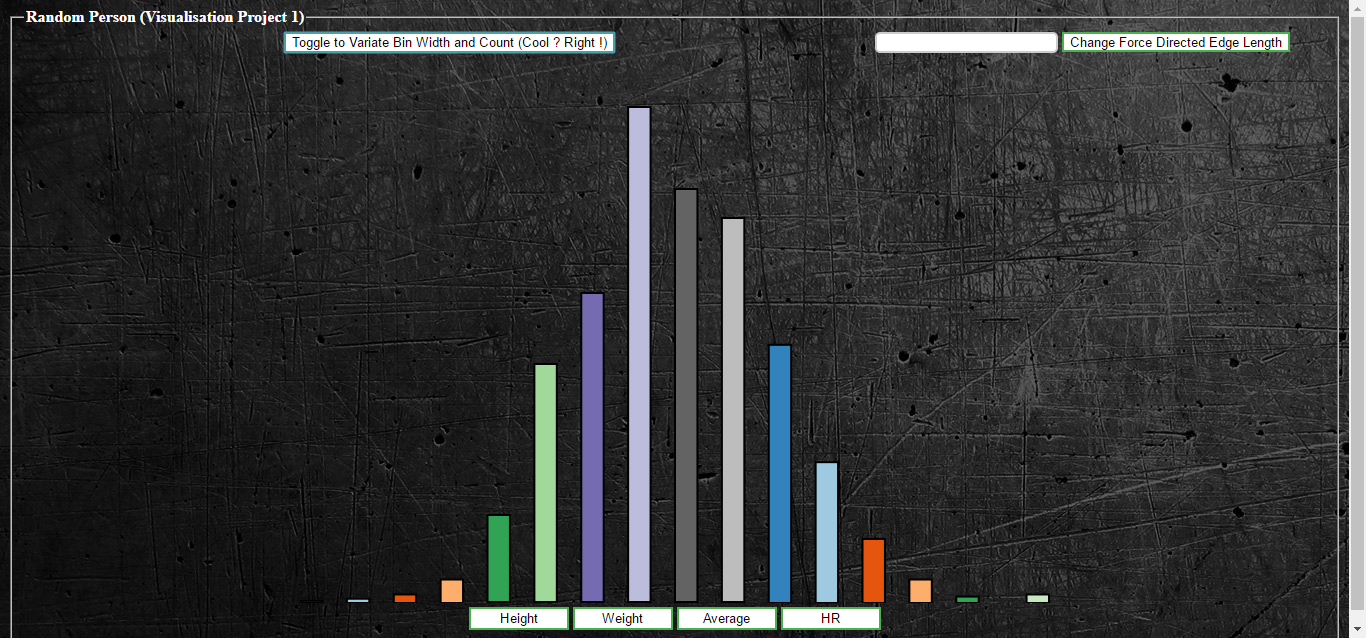 Random Person (Visualisation Project 1)
Toggle to Variate Bin Width and Count (Cool ? Right !) Change Force Directed Edge Length
Height Weight Average HR